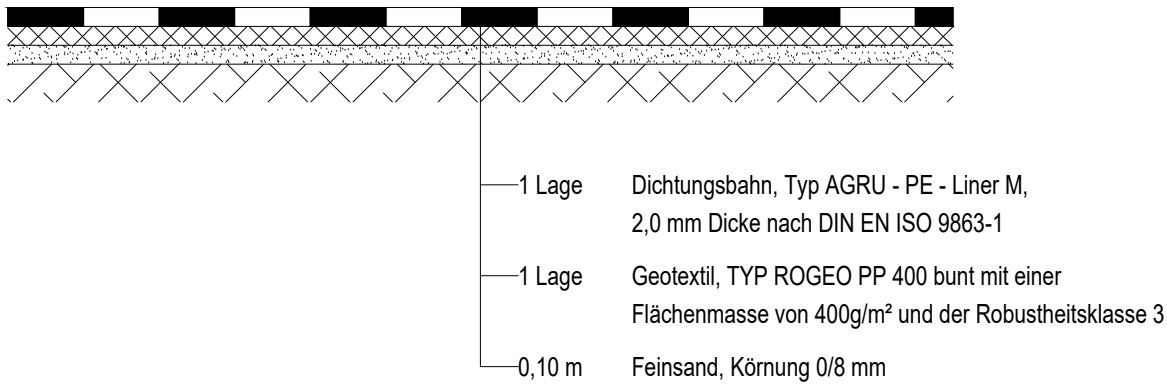 1 Lage Dichtungsbahn, Typ AGRU - PE - Liner M,
2,0 mm Dicke nach DIN EN ISO 9863-1
1 Lage Geotextil, TYP ROGEO PP 400 bunt mit einer
Flächenmasse von 400g/m² und der Robustheitsklasse 3
0,10 m Feinsand, Körnung 0/8 mm